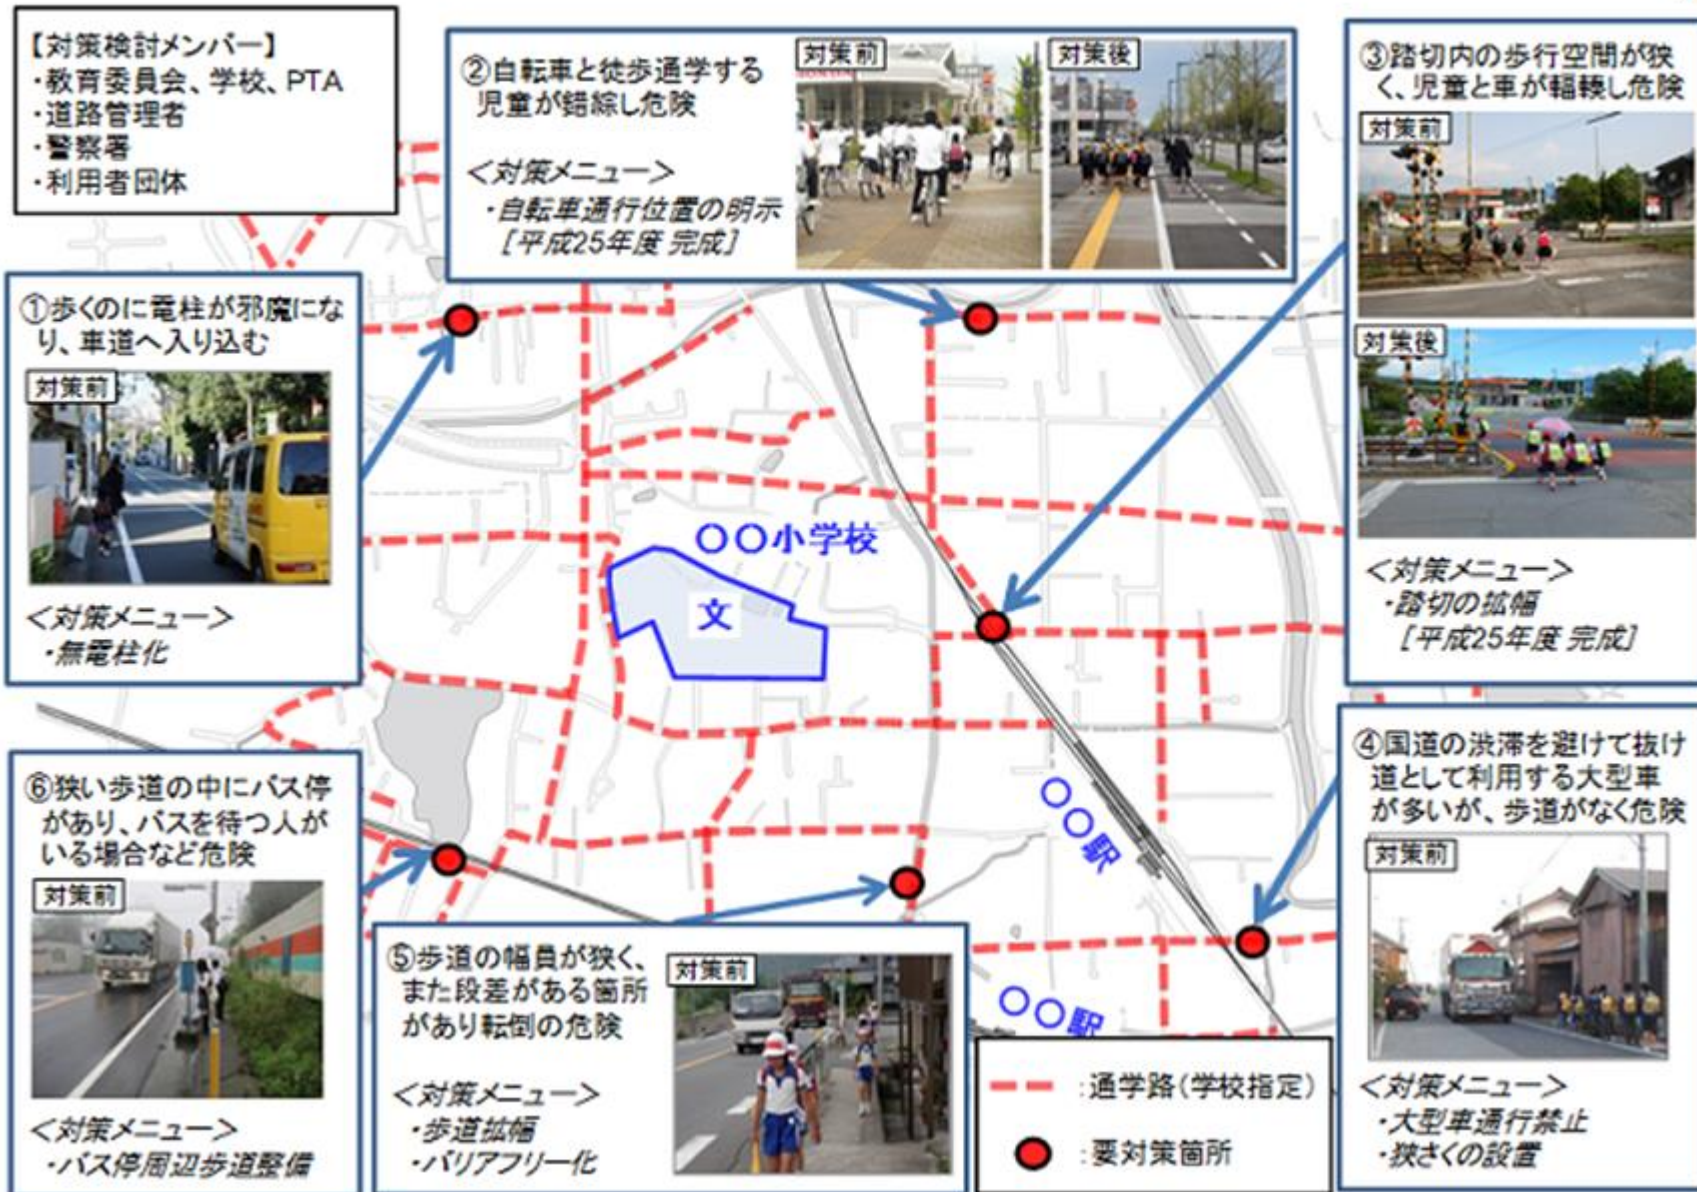 【対策検討メンバー】
・教育委員会、学校、PTA
・道路管理者
・警察署
・利用者団体
②自転車と徒歩通学する
児童が錯綜し危険
<対策メニュー>
・自転車通行位置の明示
[平成25年度 完成]
対策前
対策後
③踏切内の歩行空間が狭
く、児童と車が輻輳し危険
対策前
対策後
<対策メニュー>
・踏切の拡幅
[平成25年度 完成]
①歩くのに電柱が邪魔にな
り、車道へ入り込む
対策前
<対策メニュー>
・無電柱化
〇〇小学校
文
〇〇駅
〇〇駅
⑥狭い歩道の中にバス停
があり、バスを待つ人が
いる場合など危険
対策前
<対策メニュー>
・バス停周辺歩道整備
⑤歩道の幅員が狭く、
また段差がある箇所
があり転倒の危険
<対策メニュー>
・歩道拡幅
・バリアフリー化
対策前
④国道の渋滞を避けて抜け
道として利用する大型車
が多いが、歩道がなく危険
対策前
<対策メニュー>
・大型車通行禁止
・狭さくの設置
:通学路(学校指定)
:要対策箇所